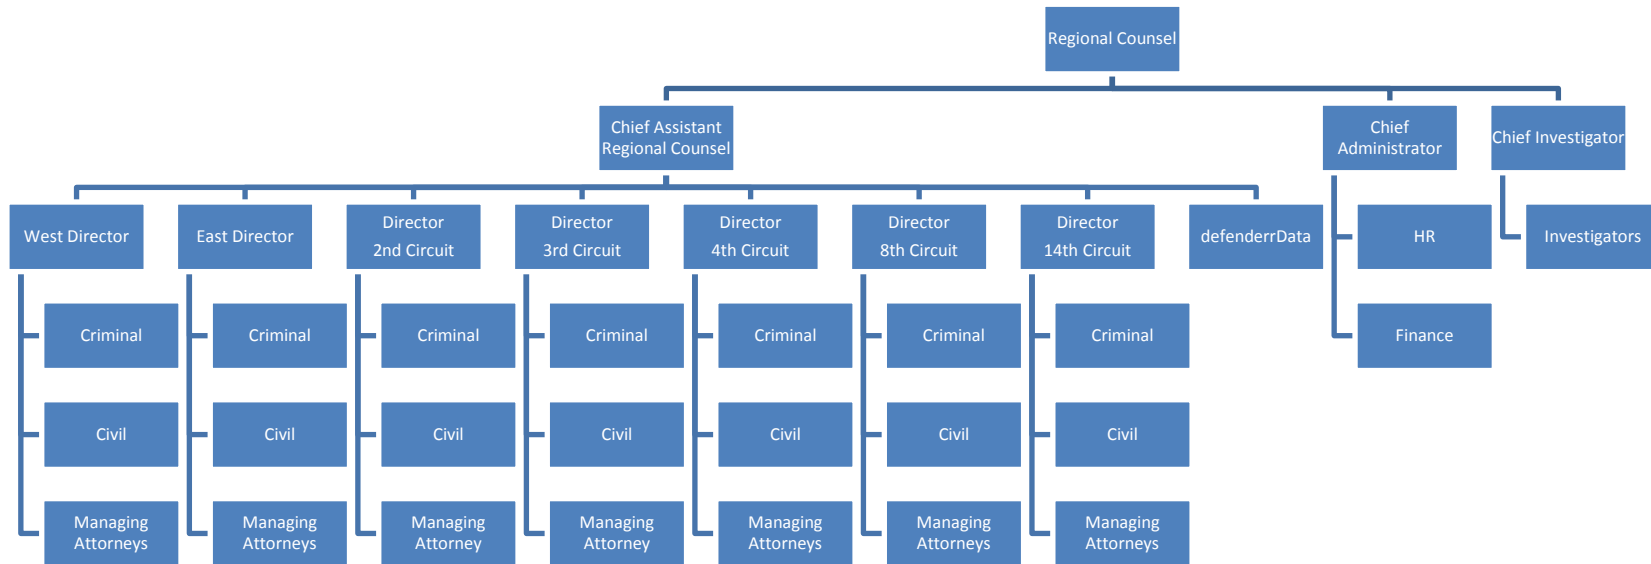 Regional Counsel
Chief Assistant
Regional Counsel
Chief
Administrator
Chief Investigator
West Director
East Director
Director
2nd Circuit
Director
3rd Circuit
Director
4th Circuit
Director
8th Circuit
Director
14th Circuit
defenderrData
HR
Investigators
Criminal
Criminal
Criminal
Criminal
Criminal
Criminal
Criminal
Finance
Civil
Civil
Civil
Civil
Civil
Civil
Civil
Managing
Attorneys
Managing
Attorneys
Managing
Attorney
Managing
Attorney
Managing
Attorneys
Managing
Attorneys
Managing
Attorneys